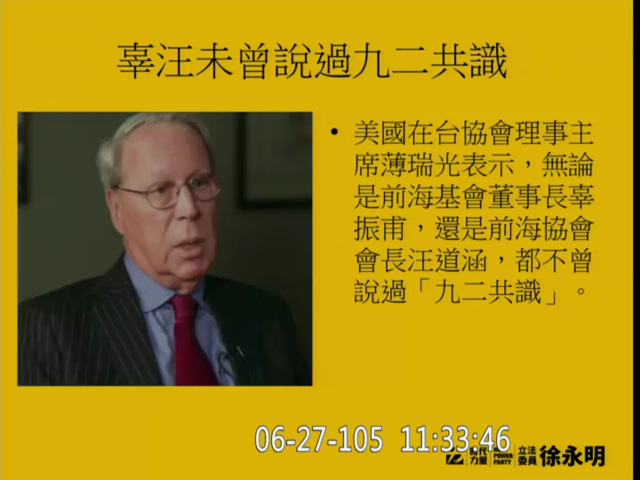 辜汪未曾說過九二共識
• 美國在台協會理事主
席薄瑞光表示，無論
是前海基會董事長辜
振甫，還是前海協會
會長汪道涵，都不曾
說過「九二共識」。
06-27-105 11:33:46
時代
力量
POWER
PARTY
立法
委員
徐永明